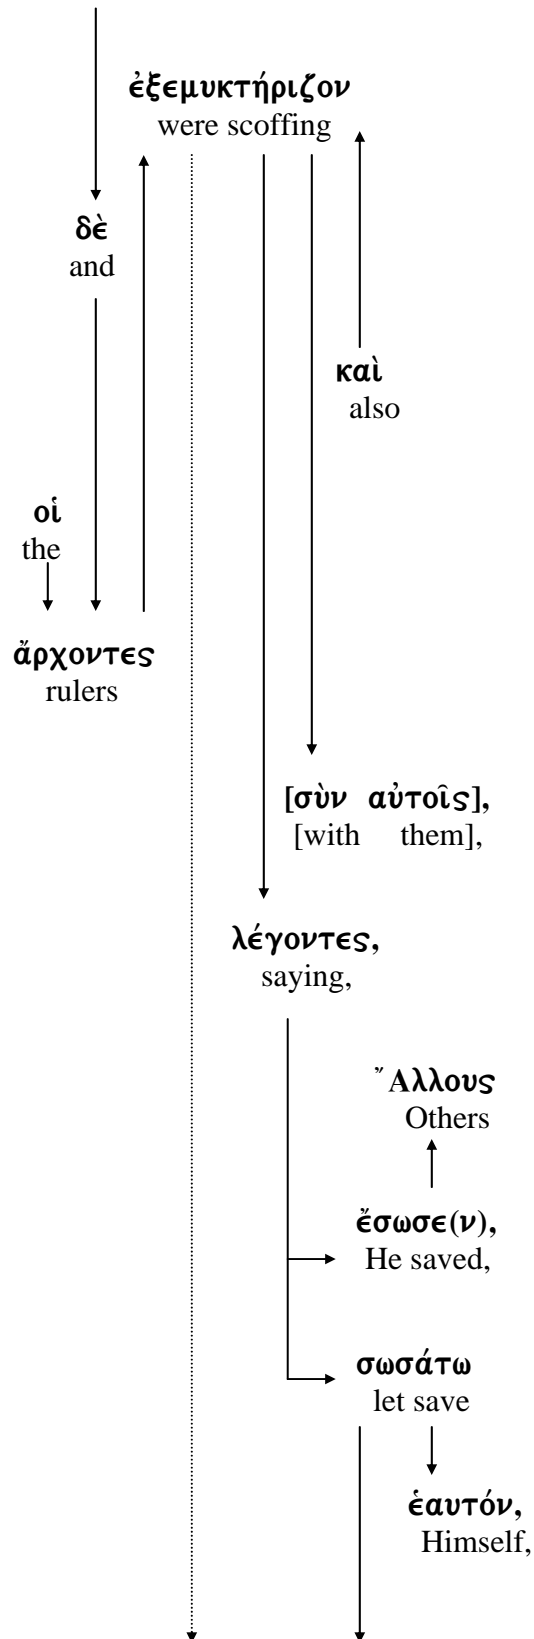 ἐξεμυκτήριζον
were scoffing
δὲ
and
καὶ
also
οἱ
the
ἄρχοντες
rulers
[σὺν αὐτοῖς],
[with them],
λέγοντες,
saying,
Ἄλλους
Others
ἔσωσε(ν),
He saved,
σωσάτω
let save
ἑαυτόν,
Himself,